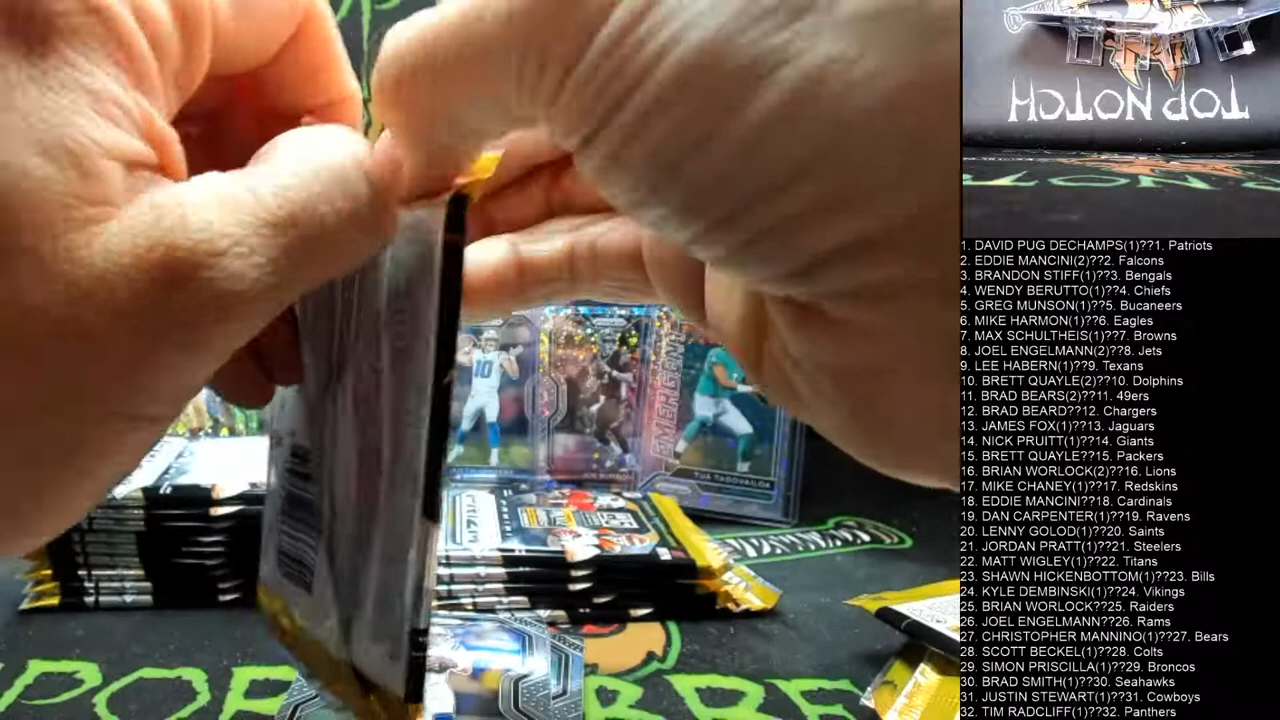 TOP NOTCH
1. DAVID PUG DECHAMPS(1)??1. Patriots
2. EDDIE MANCINI(2)??2. Falcons
3. BRANDON STIFF(1)??3. Bengals
4. WENDY BERUTTO(1)??4. Chiefs
5. GREG MUNSON(1)??5. Bucaneers
6. MIKE HARMON(1)??6. Eagles
7. MAX SCHULTHEIS(1)??7. Browns
8. JOEL ENGELMANN(2)??8. Jets
9. LEE HABERN(1)??9. Texans
10. BRETT QUAYLE(2)??10. Dolphins
11. BRAD BEARS(2)??11. 49ers
12. BRAD BEARD??12. Chargers
13. JAMES FOX(1)??13. Jaguars
14. NICK PRUITT(1)??14. Giants
15. BRETT QUAYLE??15. Packers
16. BRIAN WORLOCK(2)??16. Lions
17. MIKE CHANEY(1)??17. Redskins
18. EDDIE MANCINI??18. Cardinals
19. DAN CARPENTER(1)??19. Ravens
20. LENNY GOLOD(1)??20. Saints
21. JORDAN PRATT(1)??21. Steelers
22. MATT WIGLEY(1)??22. Titans
23. SHAWN HICKENBOTTOM(1)??23. Bills
24. KYLE DEMBINSKI(1)??24. Vikings
25. BRIAN WORLOCK??25. Raiders
26. JOEL ENGELMANN??26. Rams
27. CHRISTOPHER MANNINO(1)??27. Bears
28. SCOTT BECKEL(1)??28. Colts
29. SIMON PRISCILLA(1)??29. Broncos
30. BRAD SMITH(1)??30. Seahawks
31. JUSTIN STEWART(1)??31. Cowboys
32. TIM RADCLIFF(1)??32. Panthers
10
EMERGENT
JOE BURROW
TUA TAGOVAILOA
PRIZM